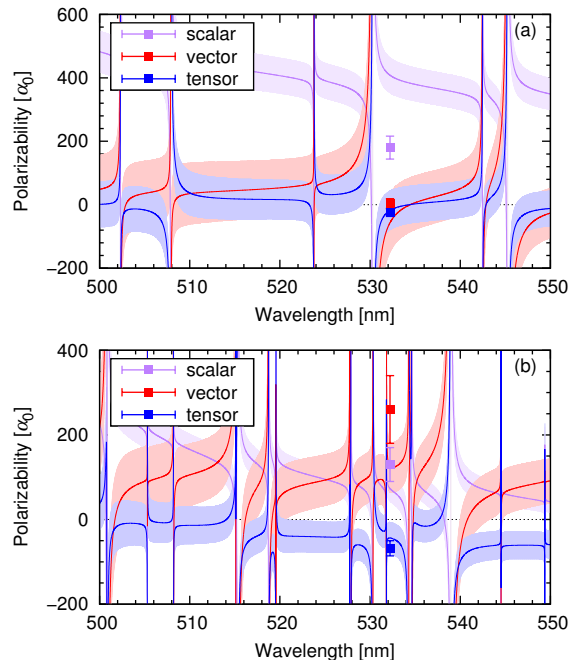 600
400
200
0
−200
Polarizability [α0]
scalar
vector
tensor
(a)
500 510 520 530 540 550
Wavelength [nm]
400
200
0
−200
Polarizability [α0]
scalar
vector
tensor
(b)
500 510 520 530 540 550
Wavelength [nm]